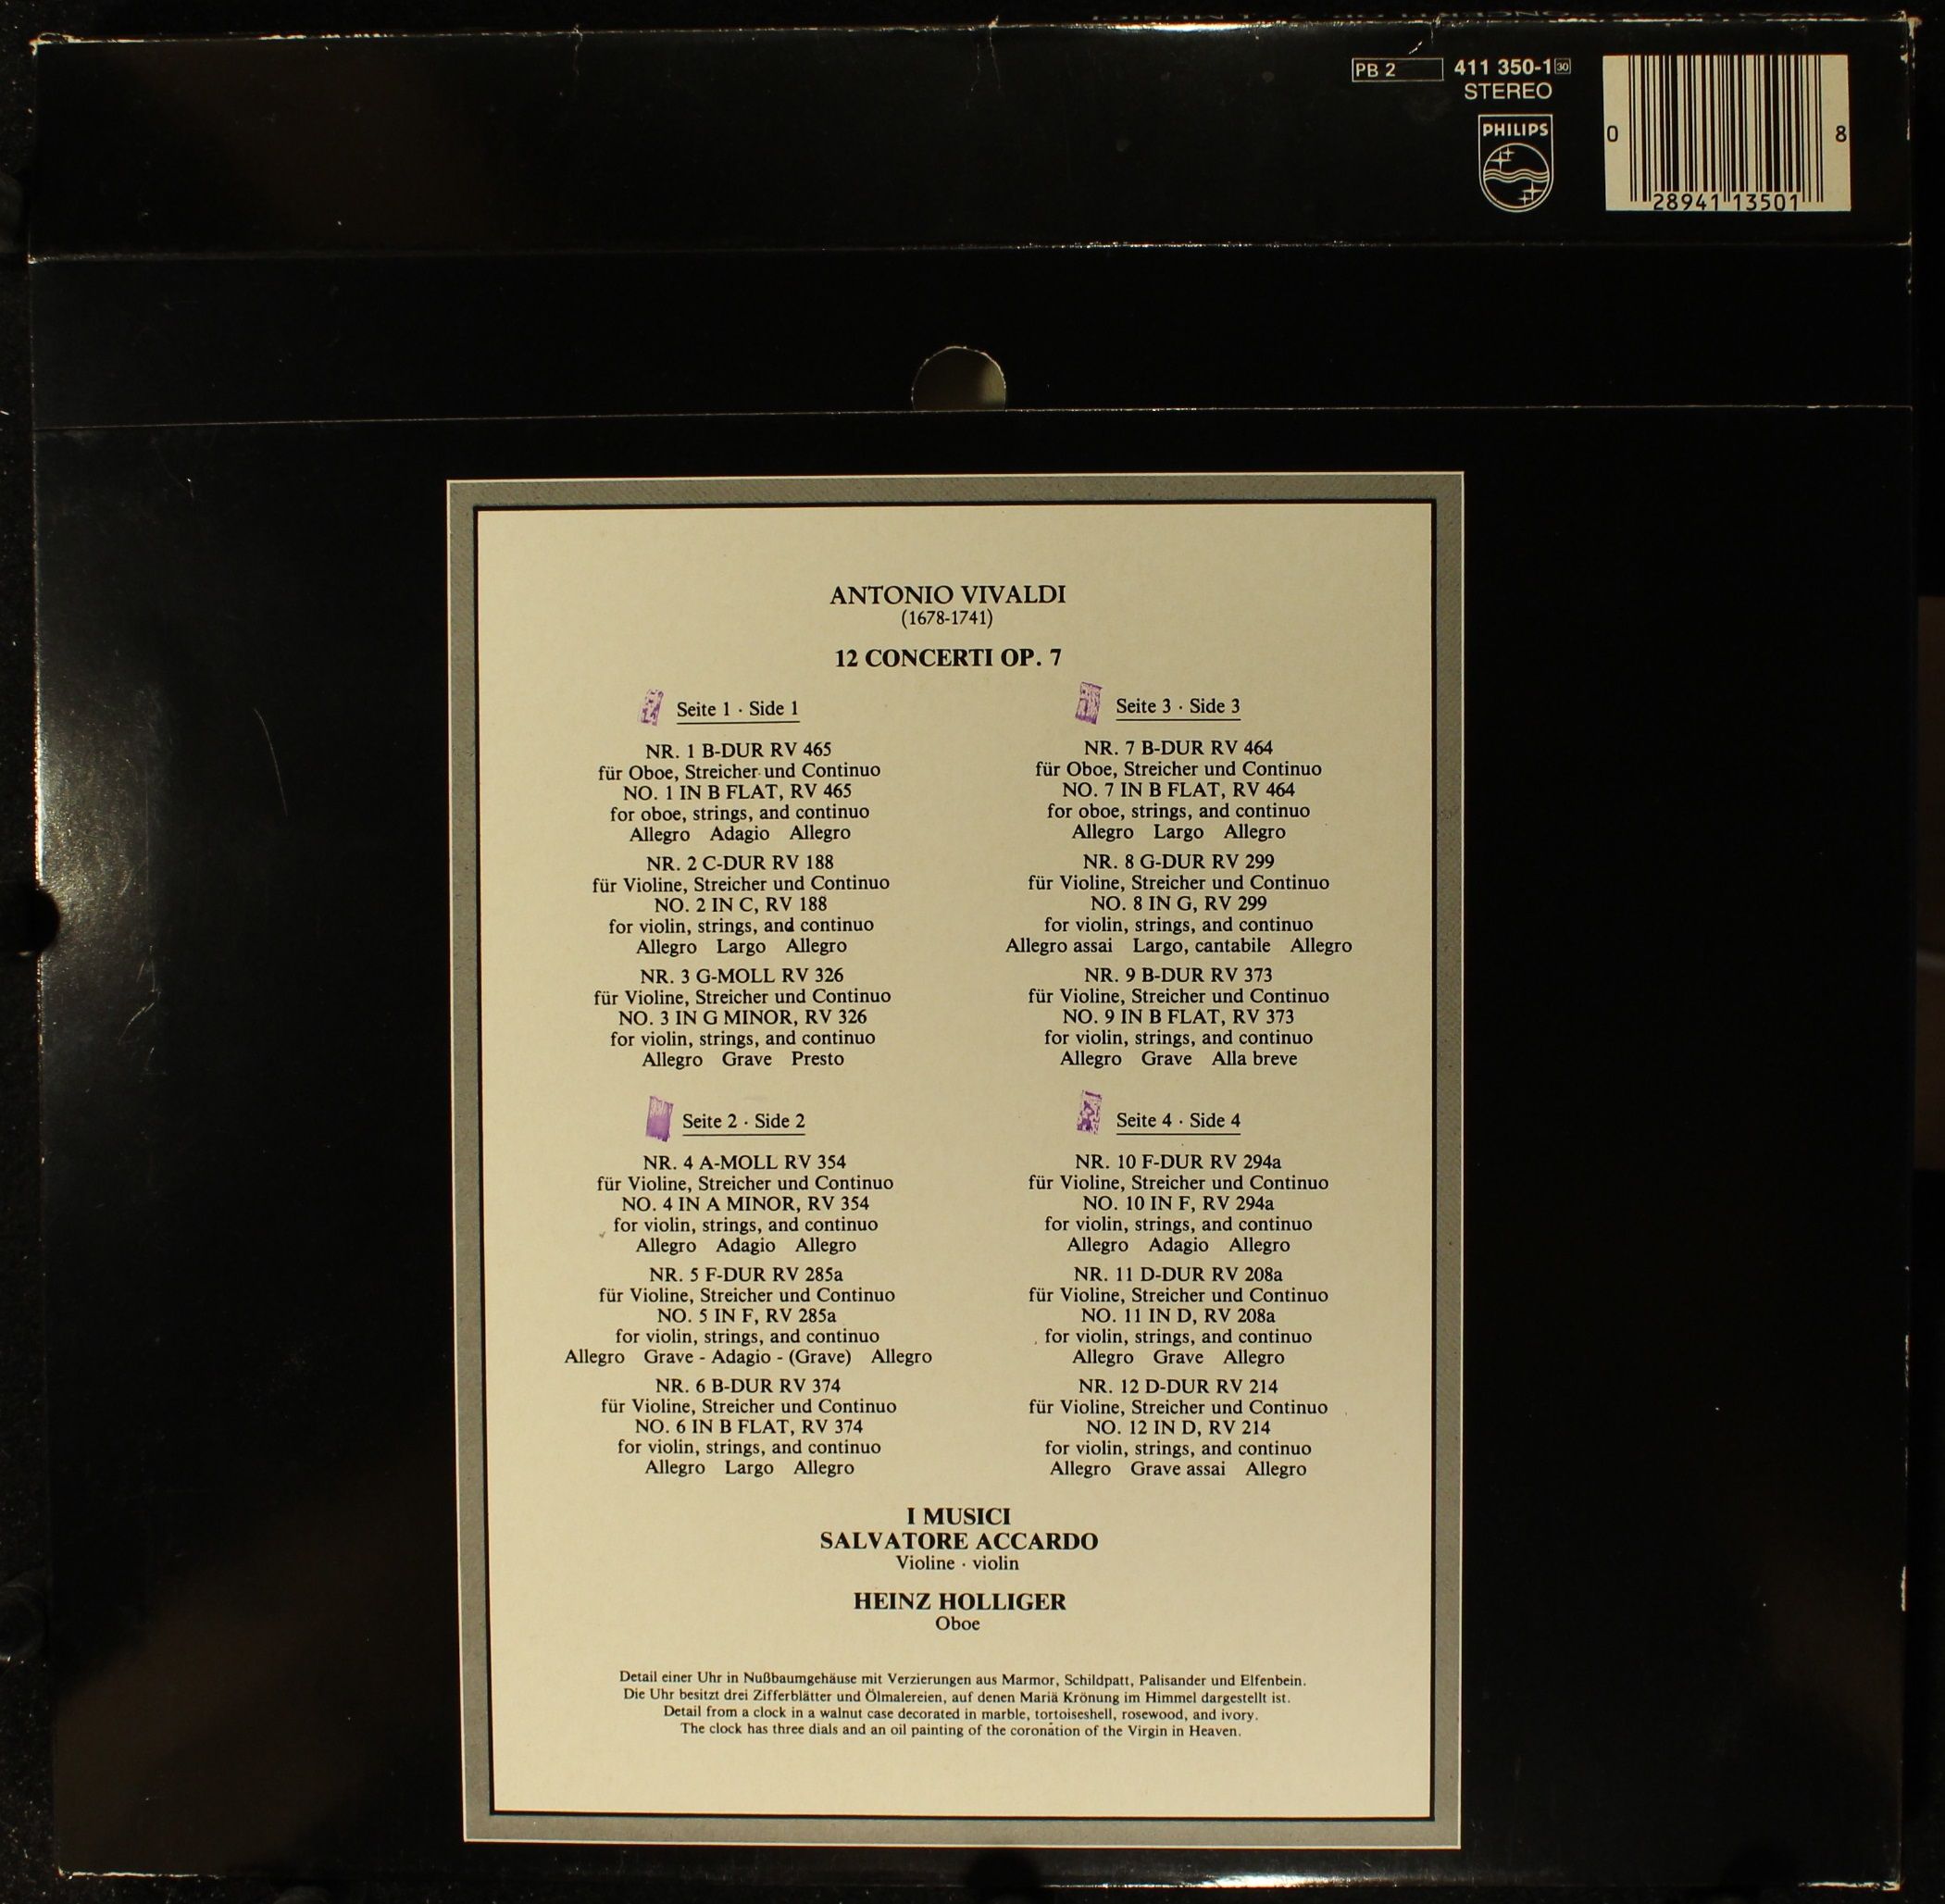 PB 2 411 350-1 30
STEREO
PHILIPS
0 28941 13501 8
ANTONIO VIVALDI
(1678-1741)
12 CONCERTI OP. 7
Seite 1 · Side 1
NR. 1 B-DUR RV 465
für Oboe, Streicher und Continuo
NO. 1 IN B FLAT, RV 465
for oboe, strings, and continuo
Allegro Adagio Allegro
NR. 2 C-DUR RV 188
für Violine, Streicher und Continuo
NO. 2 IN C, RV 188
for violin, strings, and continuo
Allegro Largo Allegro
NR. 3 G-MOLL RV 326
für Violine, Streicher und Continuo
NO. 3 IN G MINOR, RV 326
for violin, strings, and continuo
Allegro Grave Presto
Seite 2 · Side 2
NR. 4 A-MOLL RV 354
für Violine, Streicher und Continuo
NO. 4 IN A MINOR, RV 354
for violin, strings, and continuo
Allegro Adagio Allegro
NR. 5 F-DUR RV 285a
für Violine, Streicher und Continuo
NO. 5 IN F, RV 285a
for violin, strings, and continuo
Allegro Grave - Adagio - (Grave) Allegro
NR. 6 B-DUR RV 374
für Violine, Streicher und Continuo
NO. 6 IN B FLAT, RV 374
for violin, strings, and continuo
Allegro Largo Allegro
Seite 3 · Side 3
NR. 7 B-DUR RV 464
für Oboe, Streicher und Continuo
NO. 7 IN B FLAT, RV 464
for oboe, strings, and continuo
Allegro Largo Allegro
NR. 8 G-DUR RV 299
für Violine, Streicher und Continuo
NO. 8 IN G, RV 299
for violin, strings, and continuo
Allegro assai Largo, cantabile Allegro
NR. 9 B-DUR RV 373
für Violine, Streicher und Continuo
NO. 9 IN B FLAT, RV 373
for violin, strings, and continuo
Allegro Grave Alla breve
Seite 4 · Side 4
NR. 10 F-DUR RV 294a
für Violine, Streicher und Continuo
NO. 10 IN F, RV 294a
for violin, strings, and continuo
Allegro Adagio Allegro
NR. 11 D-DUR RV 208a
für Violine, Streicher und Continuo
NO. 11 IN D, RV 208a
for violin, strings, and continuo
Allegro Grave Allegro
NR. 12 D-DUR RV 214
für Violine, Streicher und Continuo
NO. 12 IN D, RV 214
for violin, strings, and continuo
Allegro Grave assai Allegro
I MUSICI
SALVATORE ACCARDO
Violine · violin
HEINZ HOLLIGER
Oboe
Detail einer Uhr in Nußbaumgehäuse mit Verzierungen aus Marmor, Schildpatt, Palisander und Elfenbein.
Die Uhr besitzt drei Zifferblätter und Ölmalereien, auf denen Mariä Krönung im Himmel dargestellt ist.
Detail from a clock in a walnut case decorated in marble, tortoiseshell, rosewood, and ivory.
The clock has three dials and an oil painting of the coronation of the Virgin in Heaven.